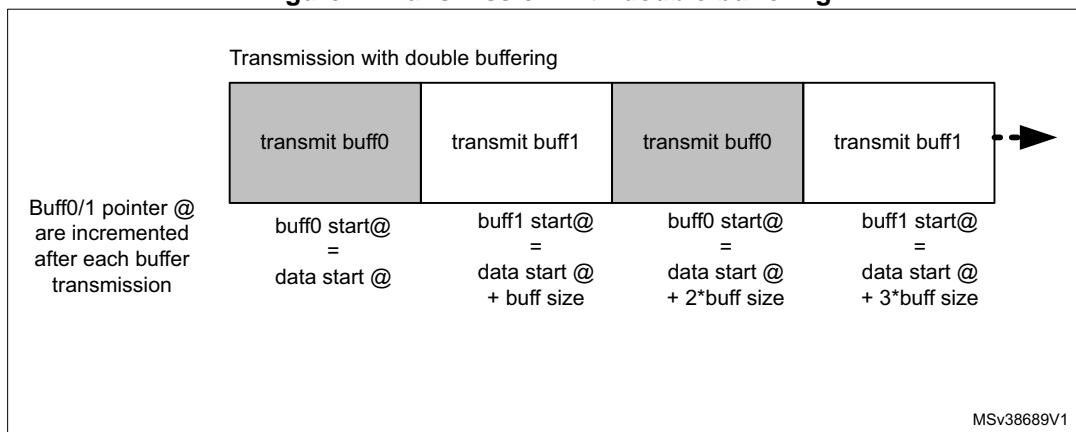 Transmission with double buffering
transmit buff0
transmit buff1
transmit buff0
transmit buff1
Buff0/1 pointer @
are incremented
after each buffer
transmission
buff0 start@
=
data start @
buff1 start@
=
data start @
+ buff size
buff0 start@
=
data start @
+ 2*buff size
buff1 start@
=
data start @
+ 3*buff size
MSv38689V1